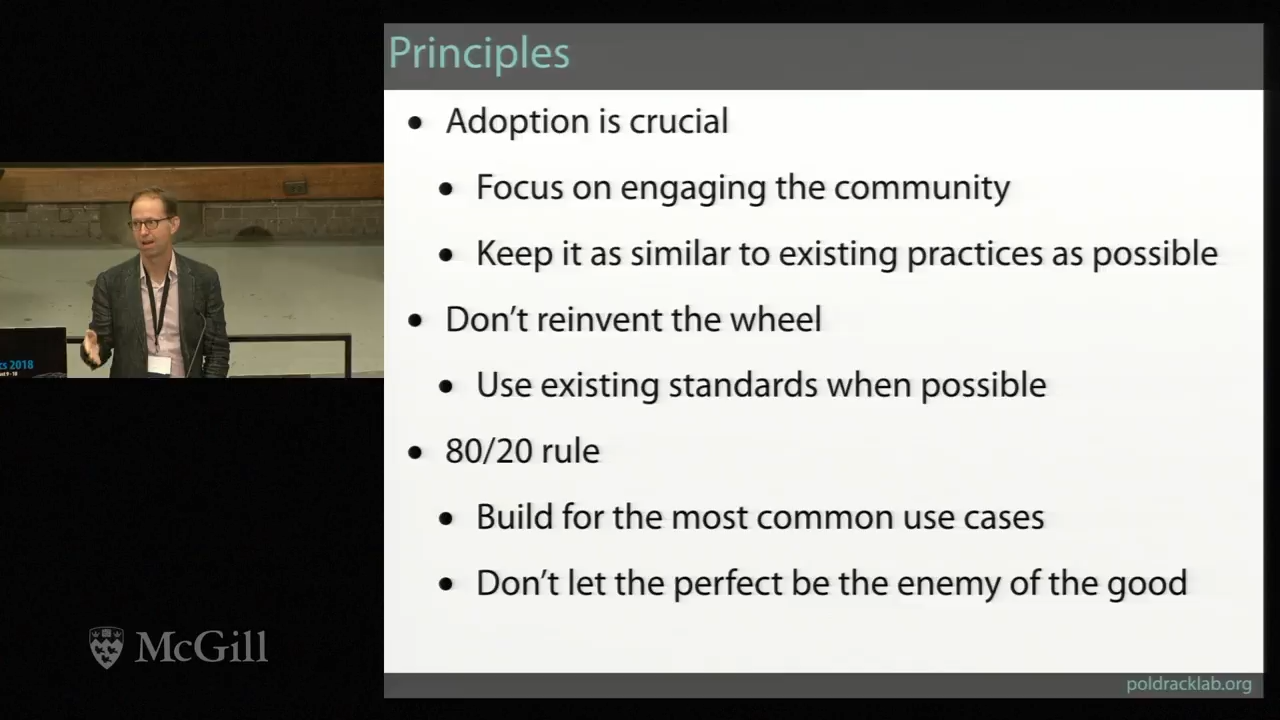 Principles
• Adoption is crucial
• Focus on engaging the community
• Keep it as similar to existing practices as possible
• Don't reinvent the wheel
• Use existing standards when possible
• 80/20 rule
• Build for the most common use cases
• Don't let the perfect be the enemy of the good
poldracklab.org
cs 2018
McGill